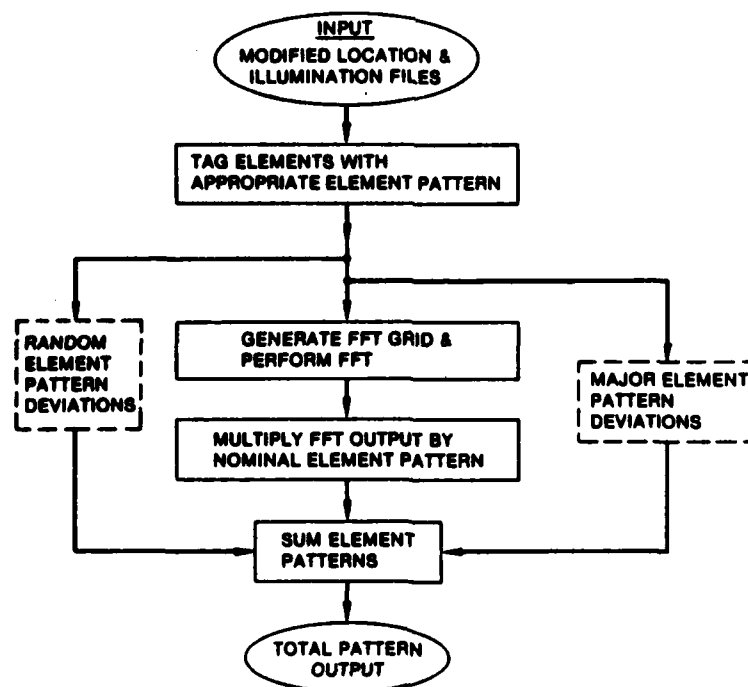 INPUT
MODIFIED LOCATION &
ILLUMINATION FILES
TAG ELEMENTS WITH
APPROPRIATE ELEMENT PATTERN
RANDOM
ELEMENT
PATTERN
DEVIATIONS
GENERATE FFT GRID &
PERFORM FFT
MAJOR ELEMENT
PATTERN
DEVIATIONS
MULTIPLY FFT OUTPUT BY
NOMINAL ELEMENT PATTERN
SUM ELEMENT
PATTERNS
TOTAL PATTERN
OUTPUT